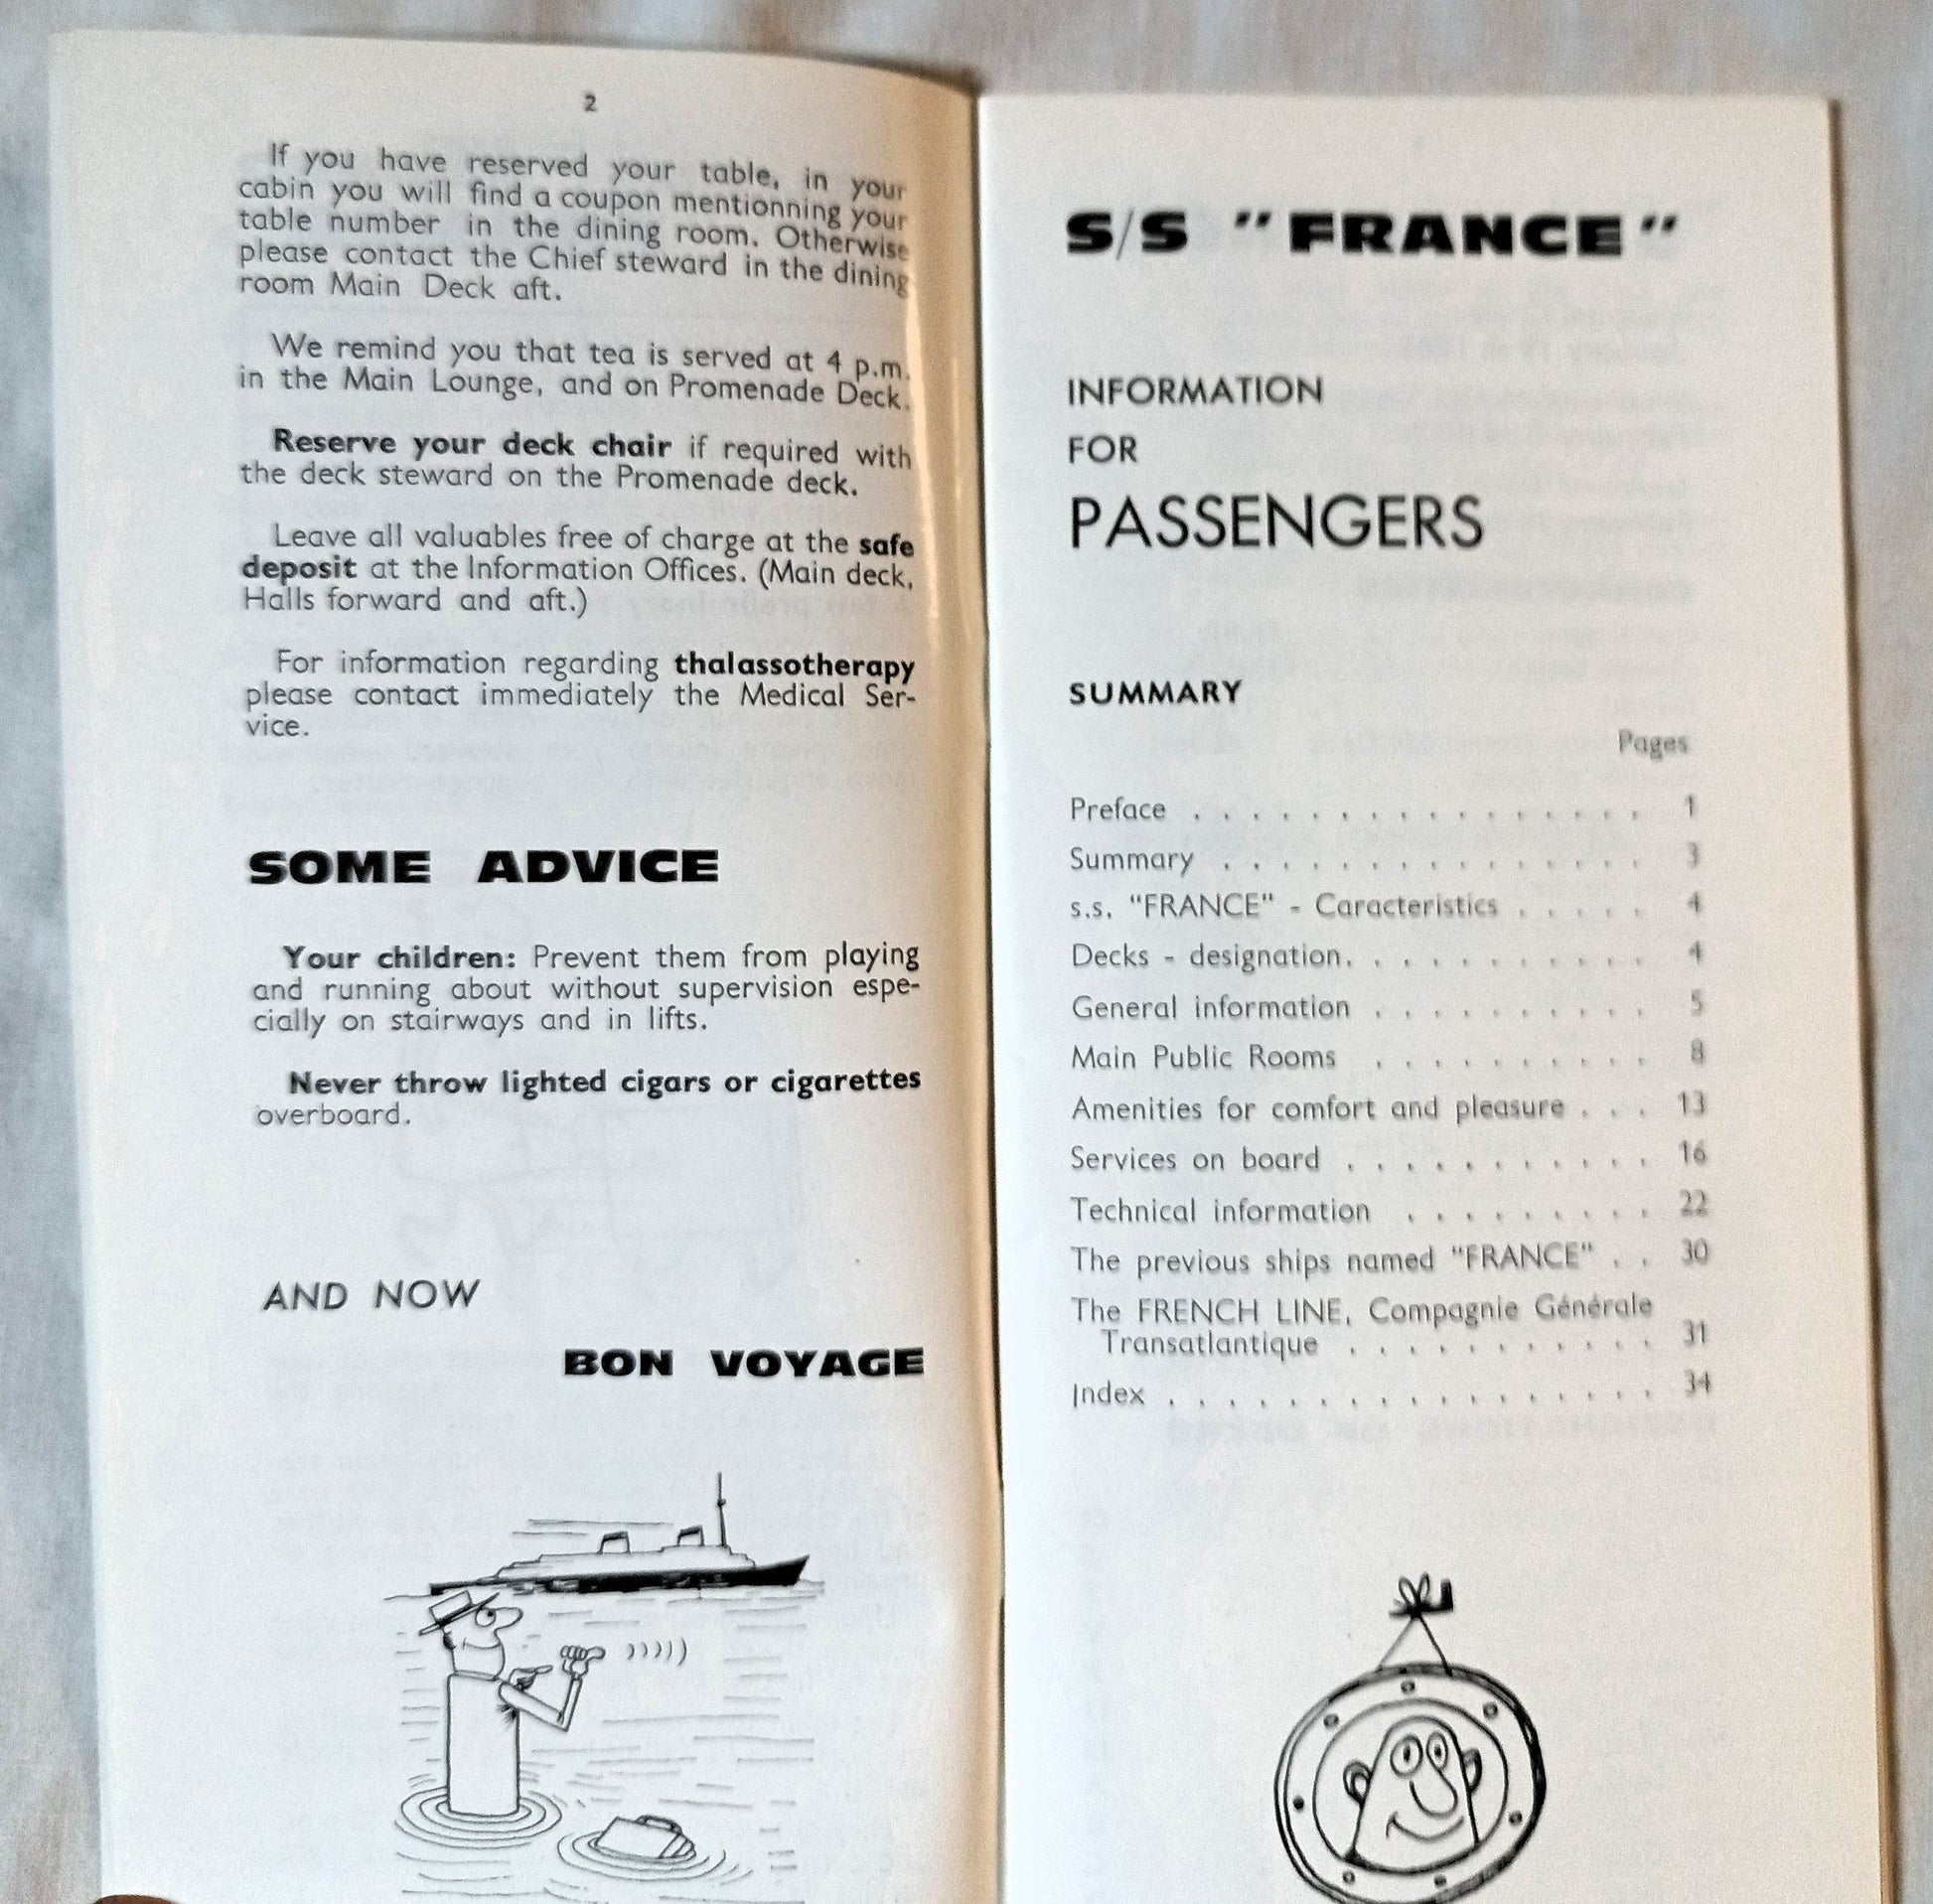 2
If you have reserved your table, in your
cabin you will find a coupon mentionning your
table number in the dining room. Otherwise
please contact the Chief steward in the dining
room Main Deck aft.
We remind you that tea is served at 4 p.m.
in the Main Lounge, and on Promenade Deck.
Reserve your deck chair if required with
the deck steward on the Promenade deck.
Leave all valuables free of charge at the safe
deposit at the Information Offices. (Main deck,
Halls forward and aft.)
For information regarding thalassotherapy
please contact immediately the Medical Ser-
vice.
SOME ADVICE
Your children: Prevent them from playing
and running about without supervision espe-
cially on stairways and in lifts.
Never throw lighted cigars or cigarettes
overboard.
AND NOW
BON VOYAGE
S/S "FRANCE"
INFORMATION
FOR
PASSENGERS
SUMMARY
Pages
Preface . . . . . . . . . . . . . . . . 1
Summary . . . . . . . . . . . . . . . 3
s.s. "FRANCE" - Caracteristics . . . . . 4
Decks - designation. . . . . . . . . . . 4
General information . . . . . . . . . . 5
Main Public Rooms . . . . . . . . . . 8
Amenities for comfort and pleasure . . . 13
Services on board . . . . . . . . . . . 16
Technical information . . . . . . . . . 22
The previous ships named "FRANCE" . . 30
The FRENCH LINE, Compagnie Générale
Transatlantique . . . . . . . . . . . 31
Index . . . . . . . . . . . . . . . . . 34